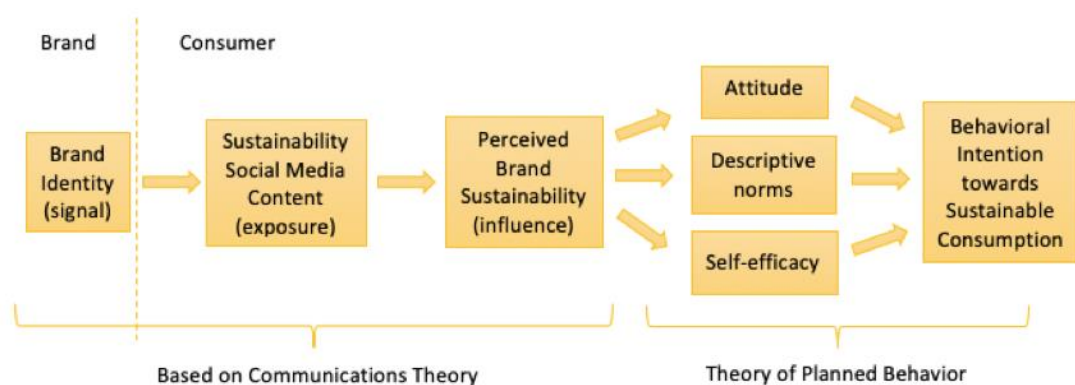 Brand
Consumer
Brand
Identity
(signal)
Sustainability
Social Media
Content
(exposure)
Perceived
Brand
Sustainability
(influence)
Attitude
Descriptive
norms
Self-efficacy
Behavioral
Intention
towards
Sustainable
Consumption
Based on Communications Theory
Theory of Planned Behavior